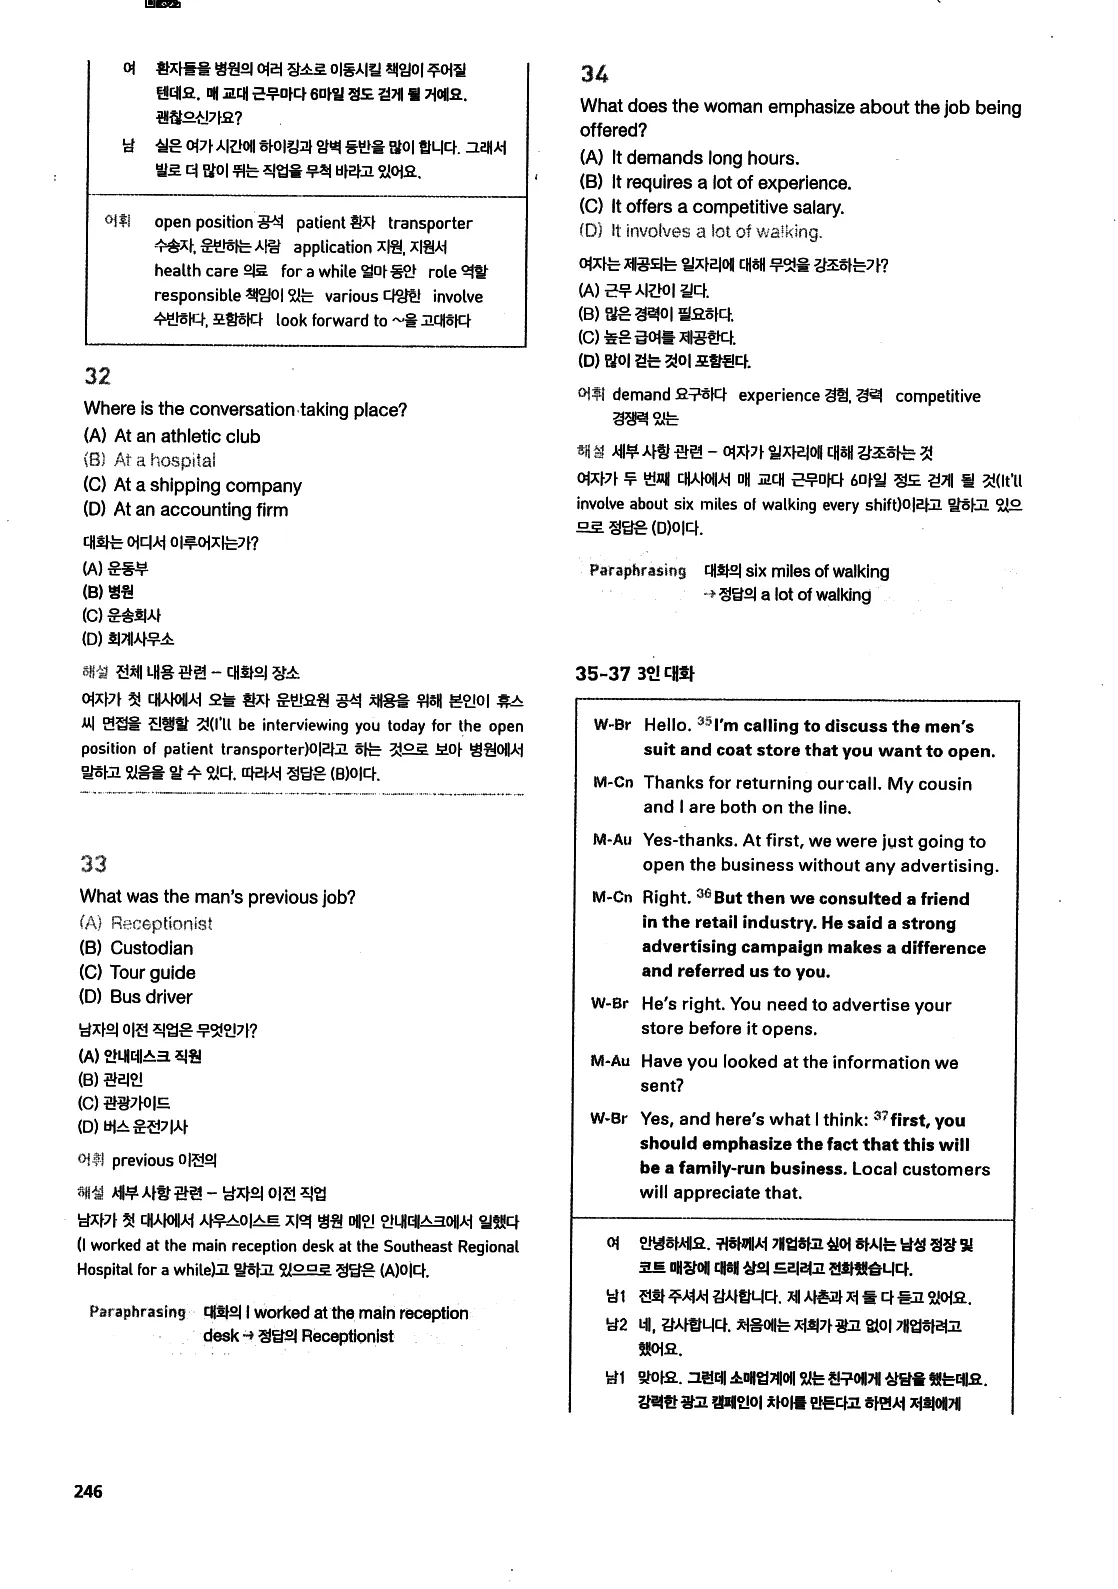 여 환자들을 병원의 여러 장소로 이동시킬 책임이 주어질
텐데요. 매 교대 근무마다 6마일 정도 걷게 될 거예요.
괜찮으신가요?
남 실은 여가 시간에 하이킹과 암벽 등반을 많이 합니다. 그래서
발로 더 많이 뛰는 직업을 무척 바라고 있어요.
어휘 open position 공석 patient 환자 transporter
수송자, 운반하는 사람 application 지원, 지원서
health care 의료 for a while 얼마 동안 role 역할
responsible 책임이 있는 various 다양한 involve
수반하다, 포함하다 look forward to ~을 고대하다
32
Where is the conversation taking place?
(A) At an athletic club
(B) At a hospital
(C) At a shipping company
(D) At an accounting firm
대화는 어디서 이루어지는가?
(A) 운동부
(B) 병원
(C) 운송회사
(D) 회계사무소
해설 전체 내용 관련 – 대화의 장소
여자가 첫 대사에서 오늘 환자 운반요원 공석 채용을 위해 본인이 휴스
씨 면접을 진행할 것(I'll be interviewing you today for the open
position of patient transporter)이라고 하는 것으로 보아 병원에서
말하고 있음을 알 수 있다. 따라서 정답은 (B)이다.
33
What was the man's previous job?
(A) Receptionist
(B) Custodian
(C) Tour guide
(D) Bus driver
남자의 이전 직업은 무엇인가?
(A) 안내데스크 직원
(B) 관리인
(C) 관광가이드
(D) 버스 운전기사
어휘 previous 이전의
해설 세부 사항 관련 – 남자의 이전 직업
남자가 첫 대사에서 사우스이스트 지역 병원 메인 안내데스크에서 일했다
(I worked at the main reception desk at the Southeast Regional
Hospital for a while)고 말하고 있으므로 정답은 (A)이다.
Paraphrasing 대화의 I worked at the main reception
desk → 정답의 Receptionist
246
34
What does the woman emphasize about the job being
offered?
(A) It demands long hours.
(B) It requires a lot of experience.
(C) It offers a competitive salary.
(D) It involves a lot of walking.
여자는 제공되는 일자리에 대해 무엇을 강조하는가?
(A) 근무 시간이 길다.
(B) 많은 경력이 필요하다.
(C) 높은 급여를 제공한다.
(D) 많이 걷는 것이 포함된다.
어휘 demand 요구하다 experience 경험, 경력 competitive
경쟁력 있는
해설 세부 사항 관련 – 여자가 일자리에 대해 강조하는 것
여자가 두 번째 대사에서 매 교대 근무마다 6마일 정도 걷게 될 것(It'll
involve about six miles of walking every shift)이라고 말하고 있으
므로 정답은 (D)이다.
Paraphrasing 대화의 six miles of walking
→ 정답의 a lot of walking
35-37 3인 대화
W-Br Hello. 35I'm calling to discuss the men's
suit and coat store that you want to open.
M-Cn Thanks for returning our call. My cousin
and I are both on the line.
M-Au Yes-thanks. At first, we were just going to
open the business without any advertising.
M-Cn Right. 36But then we consulted a friend
in the retail industry. He said a strong
advertising campaign makes a difference
and referred us to you.
W-Br He's right. You need to advertise your
store before it opens.
M-Au Have you looked at the information we
sent?
W-Br Yes, and here's what I think: 37first, you
should emphasize the fact that this will
be a family-run business. Local customers
will appreciate that.
여 안녕하세요. 귀하께서 개업하고 싶어 하시는 남성 정장 및
코트 매장에 대해 상의 드리려고 전화했습니다.
남1 전화 주셔서 감사합니다. 제 사촌과 저 둘 다 듣고 있어요.
남2 네, 감사합니다. 처음에는 저희가 광고 없이 개업하려고
했어요.
남1 맞아요. 그런데 소매업계에 있는 친구에게 상담을 했는데요.
강력한 광고 캠페인이 차이를 만든다고 하면서 저희에게